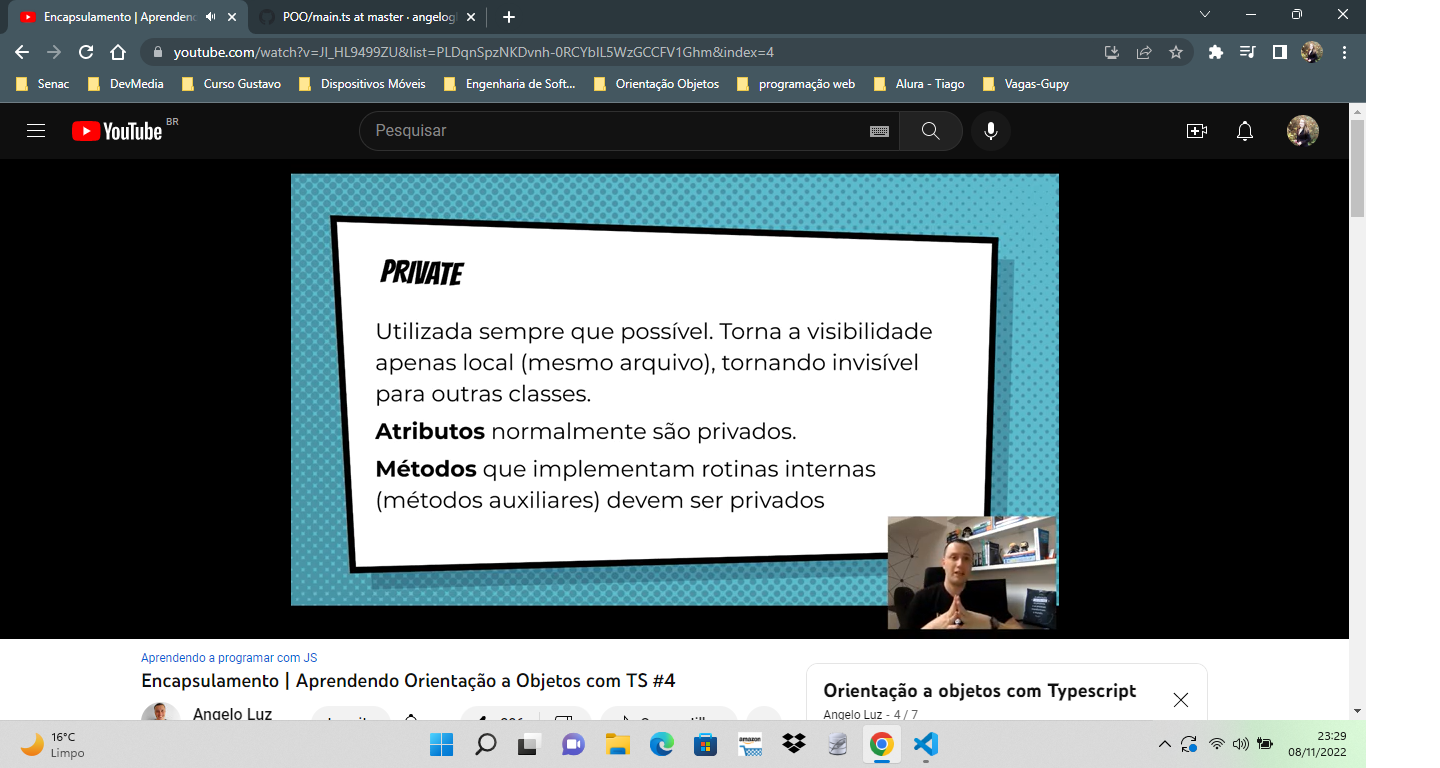 Encapsulamento | Aprendend
POO/main.ts at master · angelog
youtube.com/watch?v=JI_HL9499ZU&list=PLDqnSpzNKDvnh-0RCYbIL5WzGCCFV1Ghm&index=4
Senac
DevMedia
Curso Gustavo
Dispositivos Móveis
Engenharia de Soft...
Orientação Objetos
programação web
Alura - Tiago
Vagas-Gupy
YouTube BR
Pesquisar
PRIVATE
Utilizada sempre que possível. Torna a visibilidade
apenas local (mesmo arquivo), tornando invisível
para outras classes.
Atributos normalmente são privados.
Métodos que implementam rotinas internas
(métodos auxiliares) devem ser privados
Aprendendo a programar com JS
Encapsulamento | Aprendendo Orientação a Objetos com TS #4
Angelo Luz
Orientação a objetos com Typescript
Angelo Luz - 4 / 7
16°C
Limpo
amazon
23:29
08/11/2022